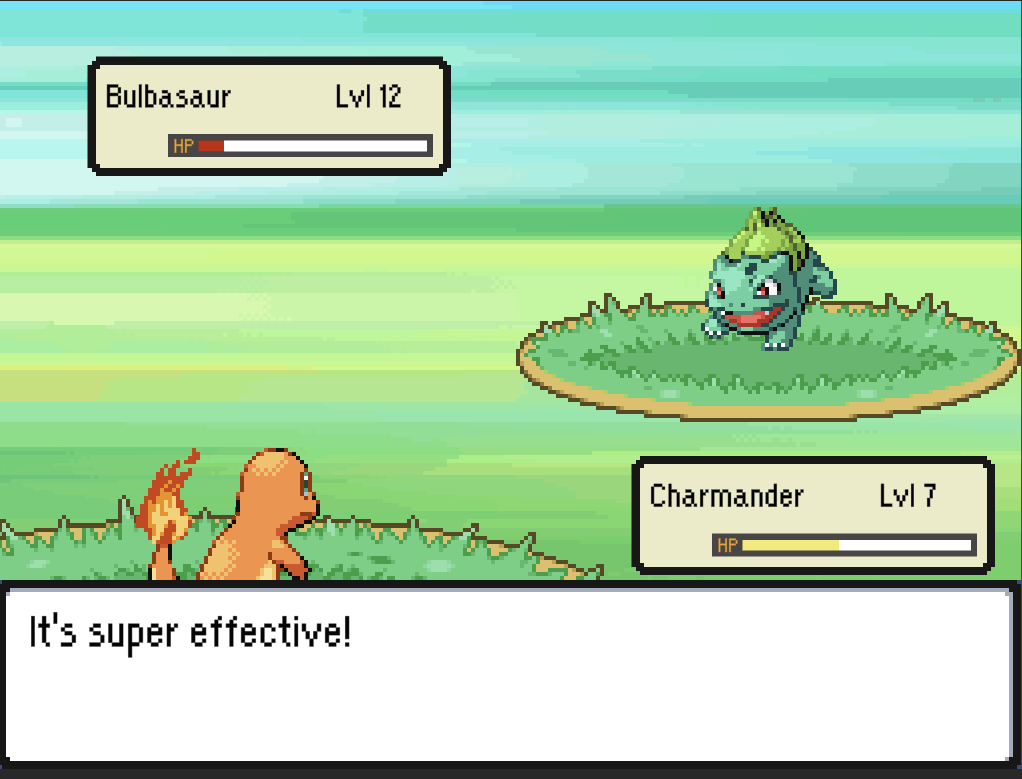 Bulbasaur Lvl 12
HP
Charmander Lvl 7
HP
It's super effective!